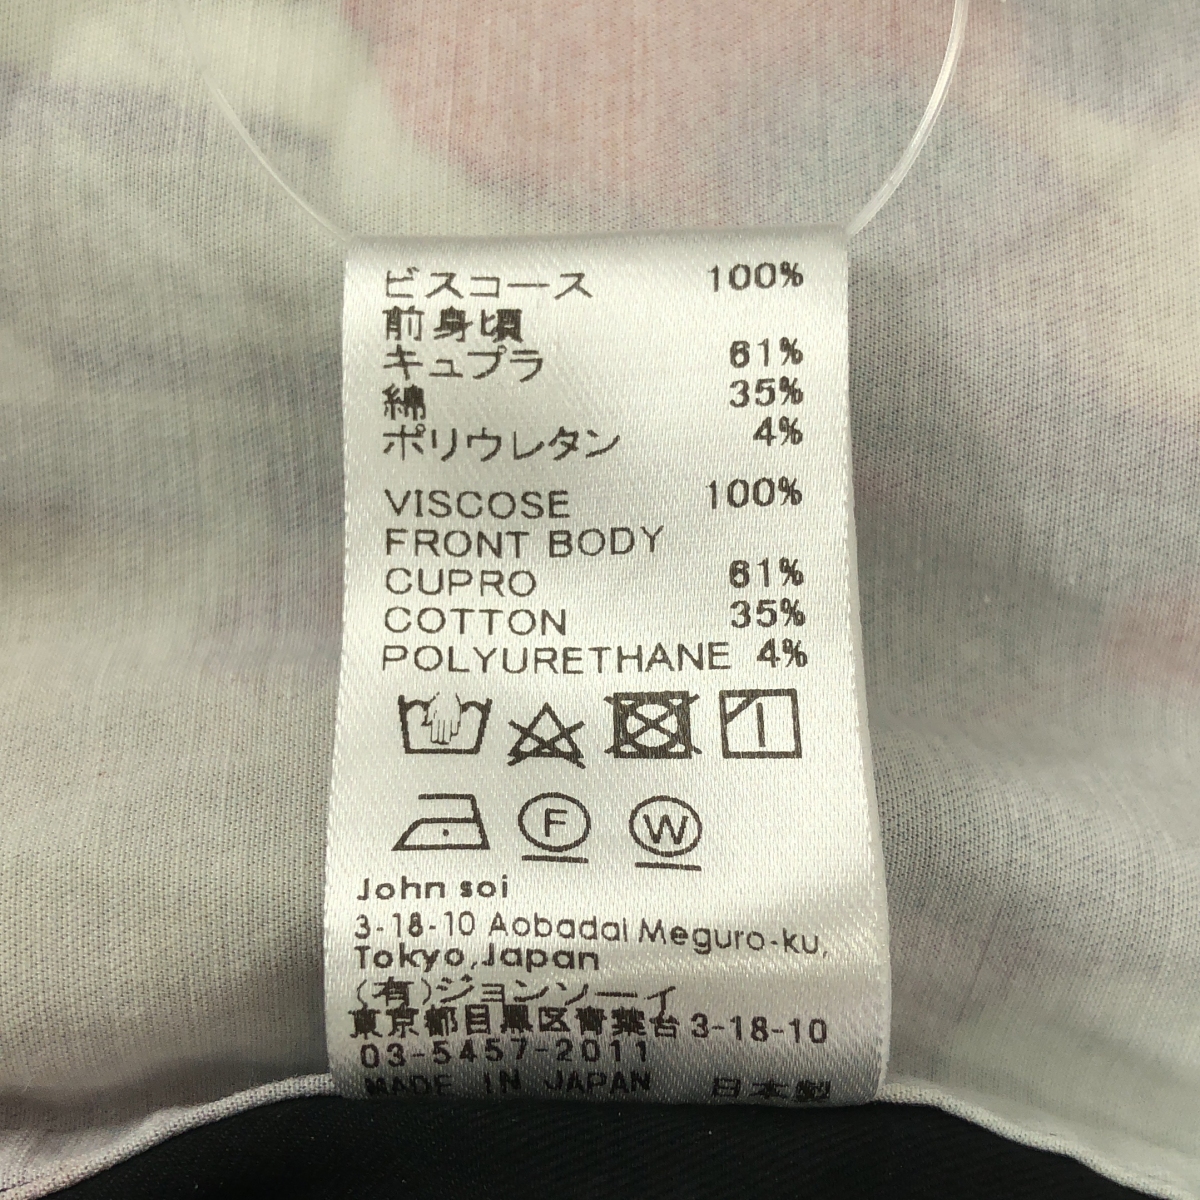 ビスコース 100%
前身頃
キュプラ 61%
綿 35%
ポリウレタン 4%
VISCOSE 100%
FRONT BODY
CUPRO 61%
COTTON 35%
POLYURETHANE 4%
F W
John soi
3-18-10 Aobadai Meguro-ku,
Tokyo,Japan
(有)ジョンソーイ
東京都目黒区青葉台3-18-10
03-5457-2011
MADE IN JAPAN 日本製